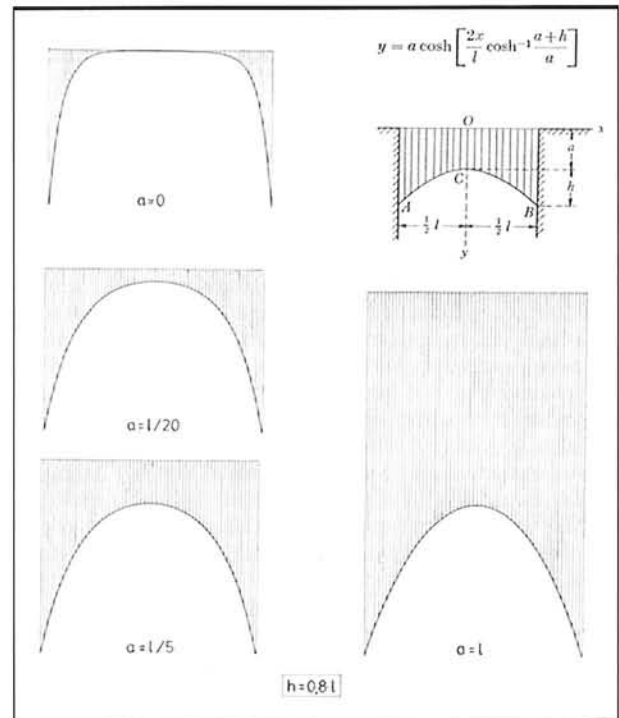 y = a cosh [ 2x/l cosh⁻¹ (a+h)/a ]
O
x
a
C
h
A
B
½ l
½ l
y
a=0
a=l/20
a=l/5
a=l
h=0,8 l